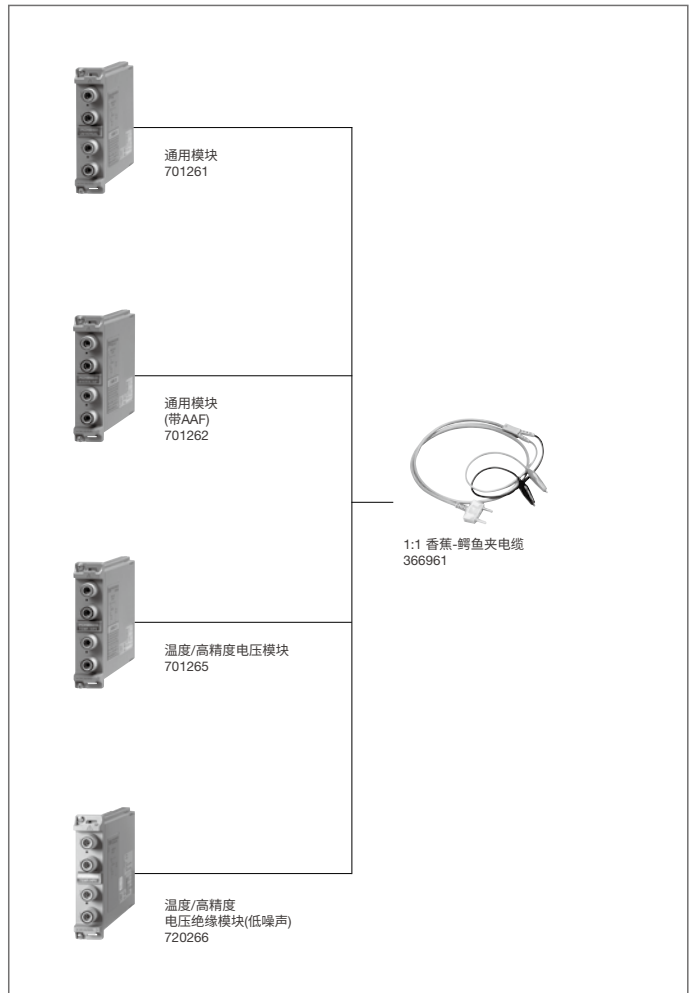 通用模块
701261
通用模块
(带AAF)
701262
1:1 香蕉-鳄鱼夹电缆
366961
温度/高精度电压模块
701265
温度/高精度
电压绝缘模块(低噪声)
720266